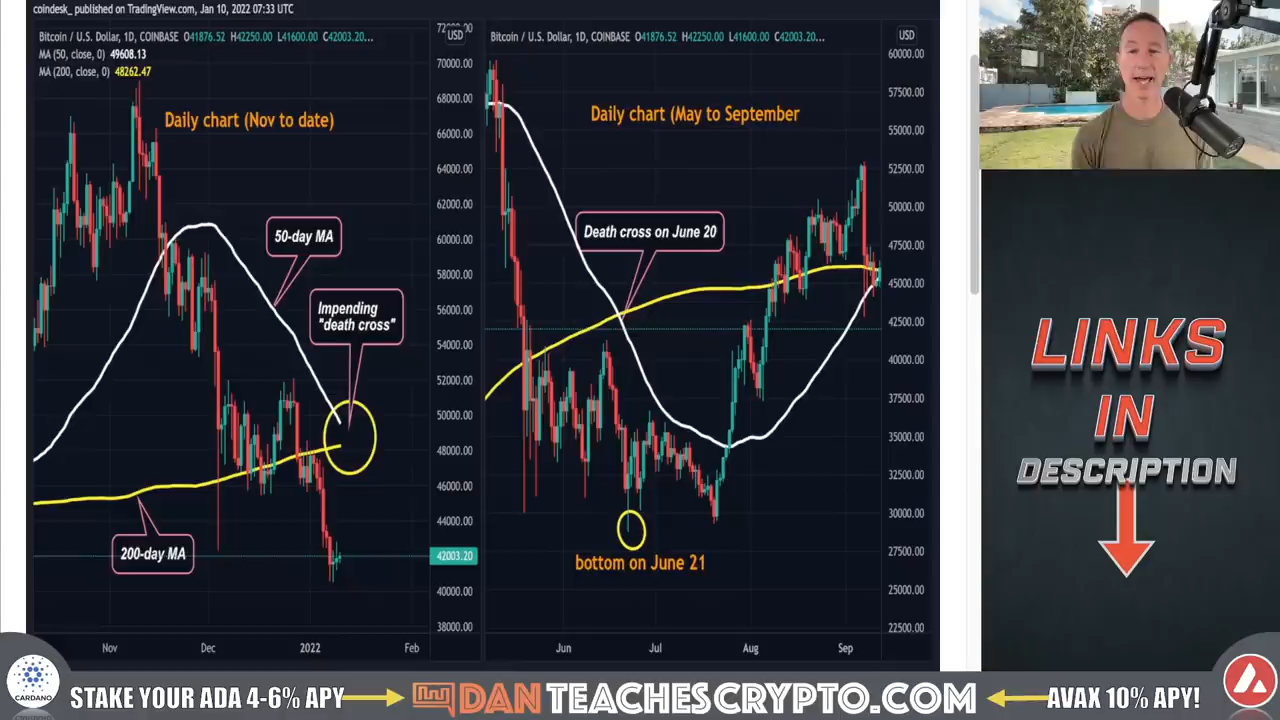 coindesk_ published on TradingView.com, Jan 10, 2022 07:33 UTC
Bitcoin / U.S. Dollar, 1D, COINBASE O41876.52 H42250.00 L41600.00 C42003.20...
MA (50, close, 0) 49608.13
MA (200, close, 0) 48262.47
USD
Daily chart (Nov to date)
50-day MA
Impending
"death cross"
200-day MA
70000.00
68000.00
66000.00
64000.00
62000.00
60000.00
58000.00
56000.00
54000.00
52000.00
50000.00
48000.00
46000.00
44000.00
42003.20
40000.00
38000.00
Nov
Dec
2022
Feb
Bitcoin / U.S. Dollar, 1D, COINBASE O41876.52 H42250.00 L41600.00 C42003.20...
USD
Daily chart (May to September
Death cross on June 20
bottom on June 21
60000.00
57500.00
55000.00
52500.00
50000.00
47500.00
45000.00
42500.00
40000.00
37500.00
35000.00
32500.00
30000.00
27500.00
25000.00
22500.00
Jun
Jul
Aug
Sep
LINKS
IN
DESCRIPTION
CARDANO
STAKE YOUR ADA 4-6% APY
DAN TEACHESCRYPTO.COM
AVAX 10% APY!